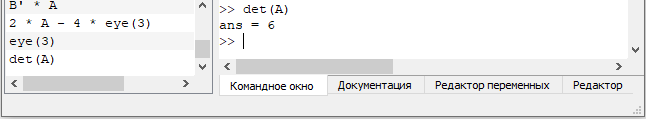 B' * A
2 * A - 4 * eye(3)
eye(3)
det(A)
>> det(A)
ans = 6
>>
Командное окно Документация Редактор переменных Редактор